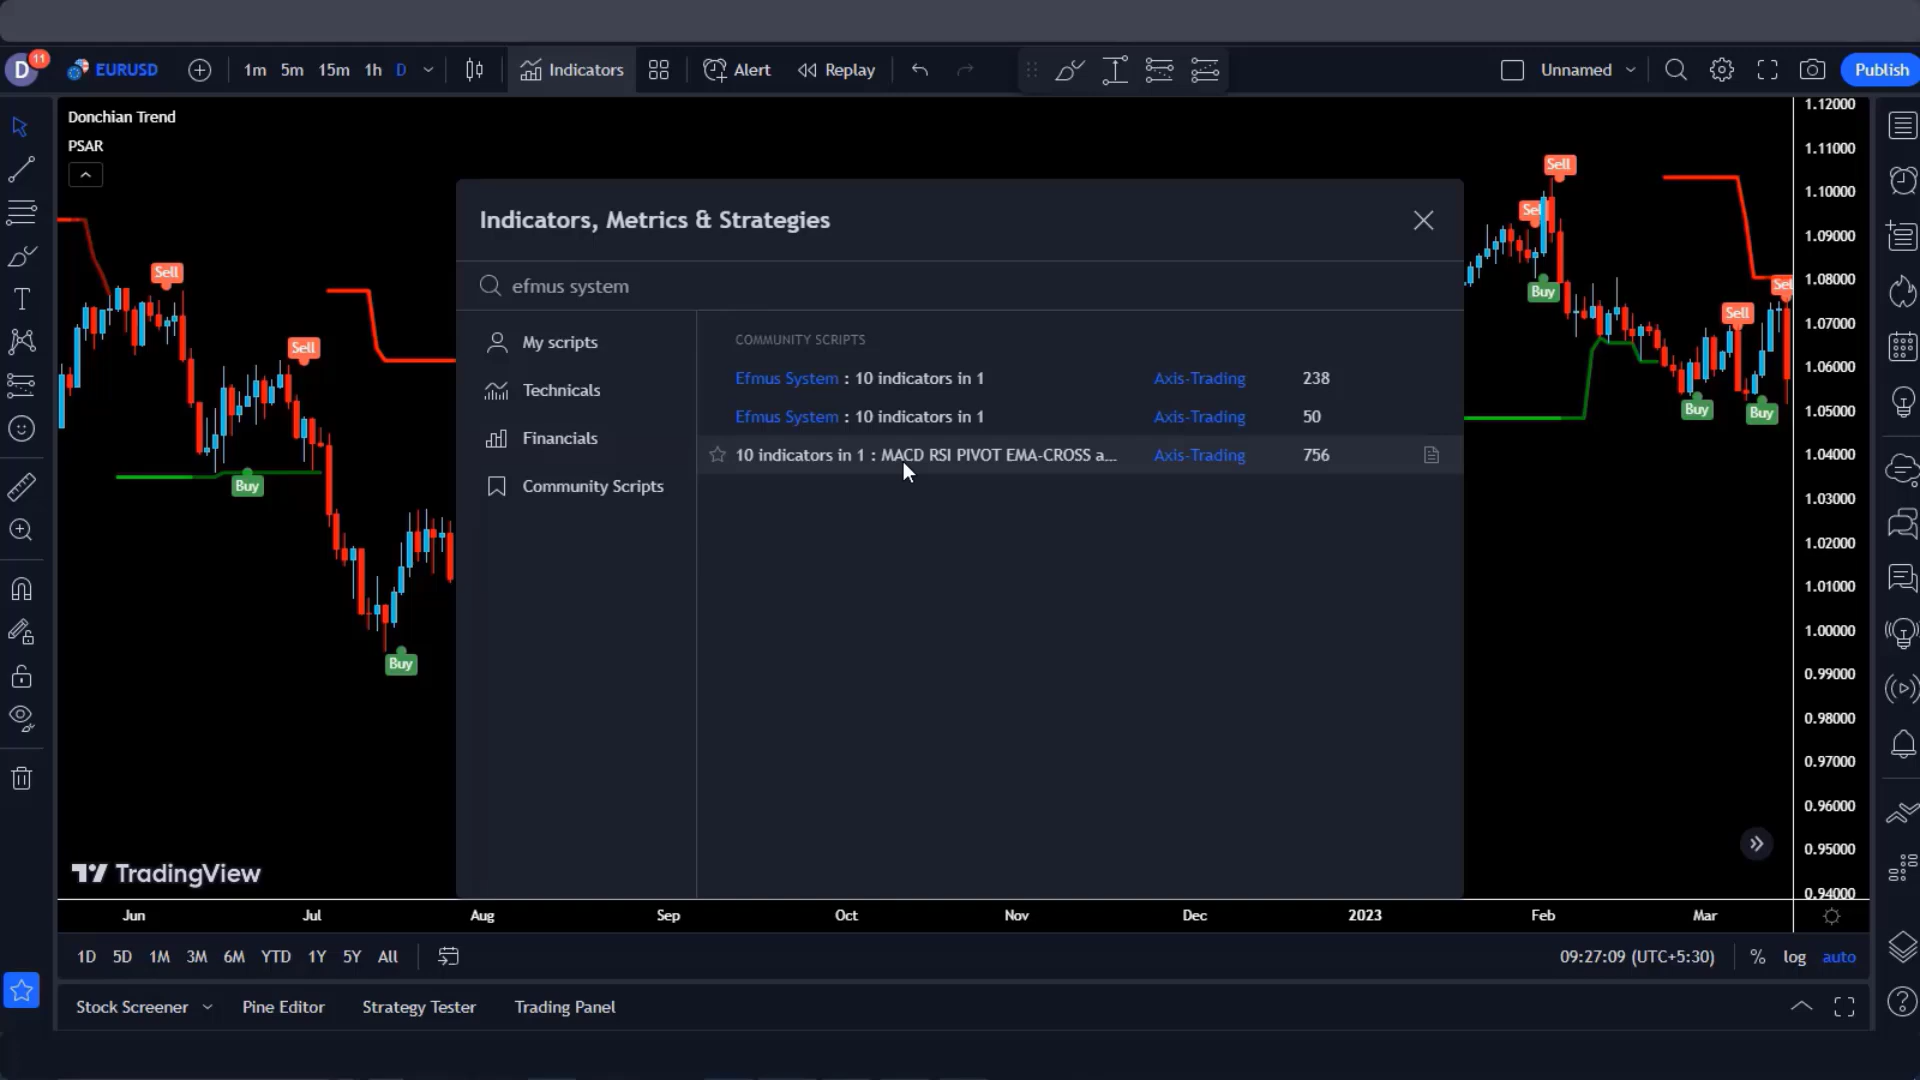 D 11 EURUSD 1m 5m 15m 1h D Indicators Alert Replay Unnamed Publish
Donchian Trend
PSAR
Indicators, Metrics & Strategies
efmus system
My scripts
Technicals
Financials
Community Scripts
COMMUNITY SCRIPTS
Efmus System : 10 indicators in 1 Axis-Trading 238
Efmus System : 10 indicators in 1 Axis-Trading 50
10 indicators in 1 : MACD RSI PIVOT EMA-CROSS a... Axis-Trading 756
Sell
Sell
Buy
Buy
Sell
Sel
Buy
Sell
Sel
Buy
Buy
1.12000
1.11000
1.10000
1.09000
1.08000
1.07000
1.06000
1.05000
1.04000
1.03000
1.02000
1.01000
1.00000
0.99000
0.98000
0.97000
0.96000
0.95000
0.94000
TradingView
Jun Jul Aug Sep Oct Nov Dec 2023 Feb Mar
1D 5D 1M 3M 6M YTD 1Y 5Y All 09:27:09 (UTC+5:30) % log auto
Stock Screener Pine Editor Strategy Tester Trading Panel